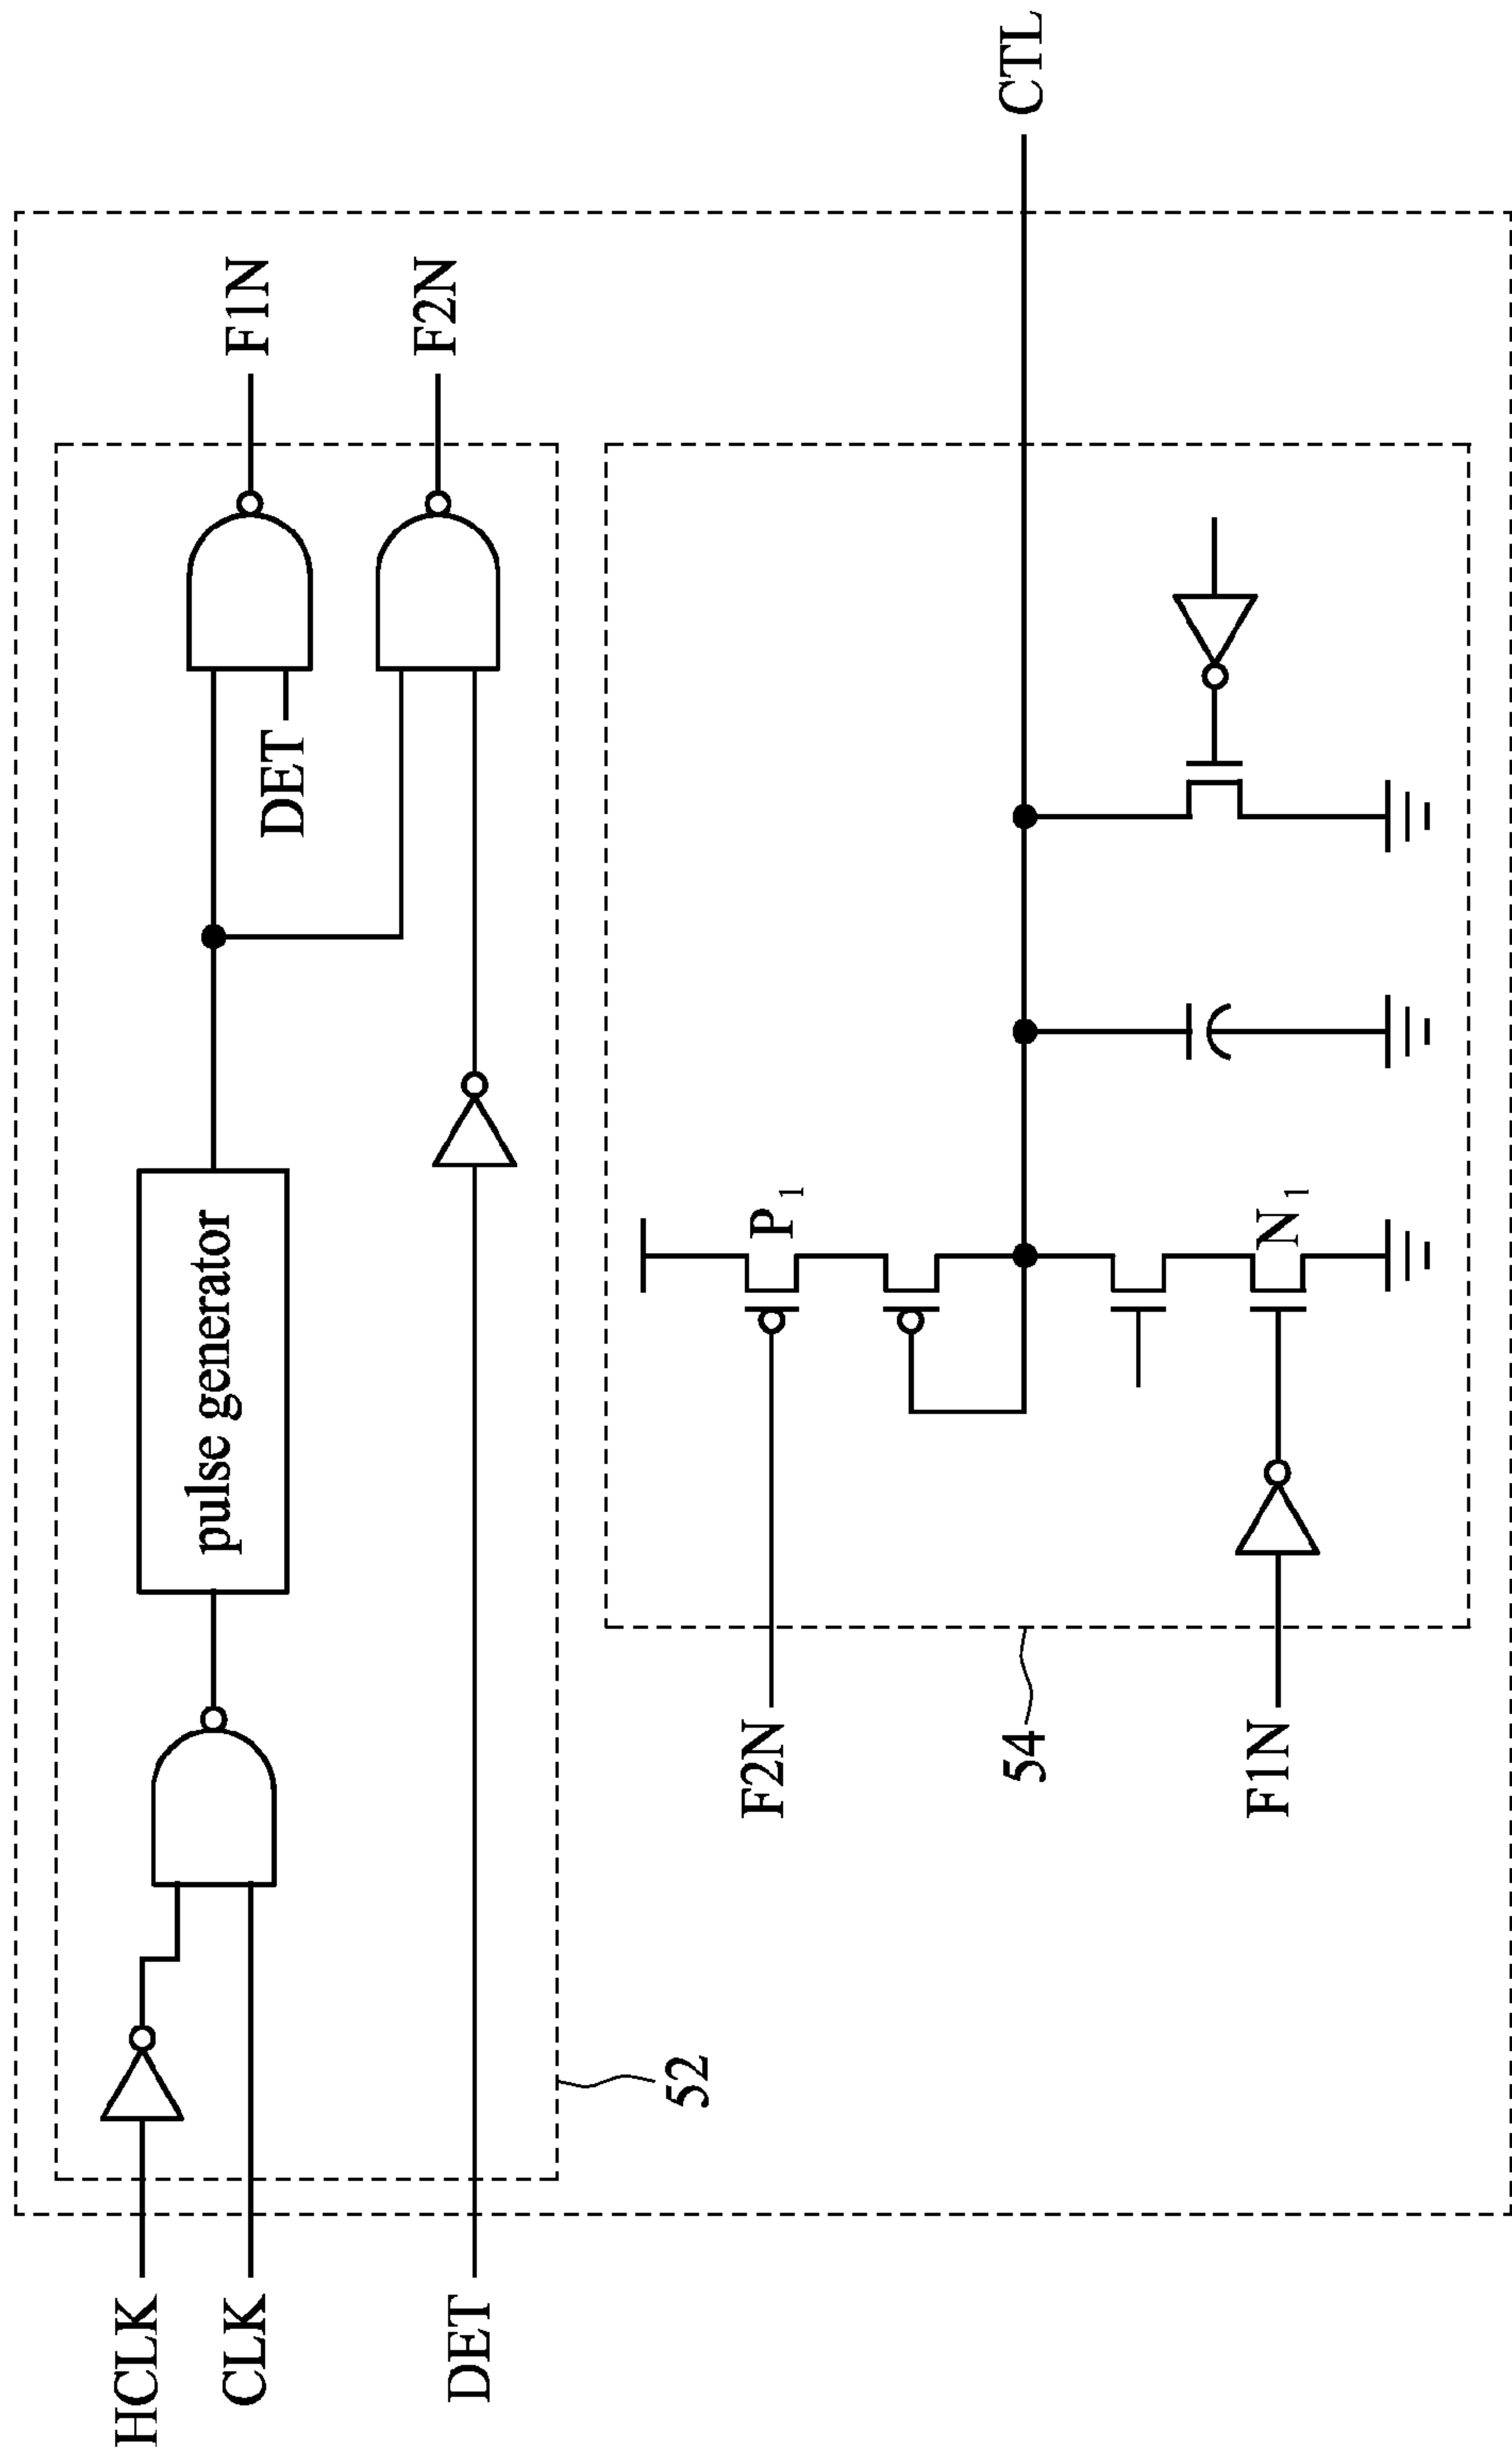 HCLK
CLK
DET
pulse generator
DET
F1N
F2N
52
F2N
54
F1N
P1
N1
CTL